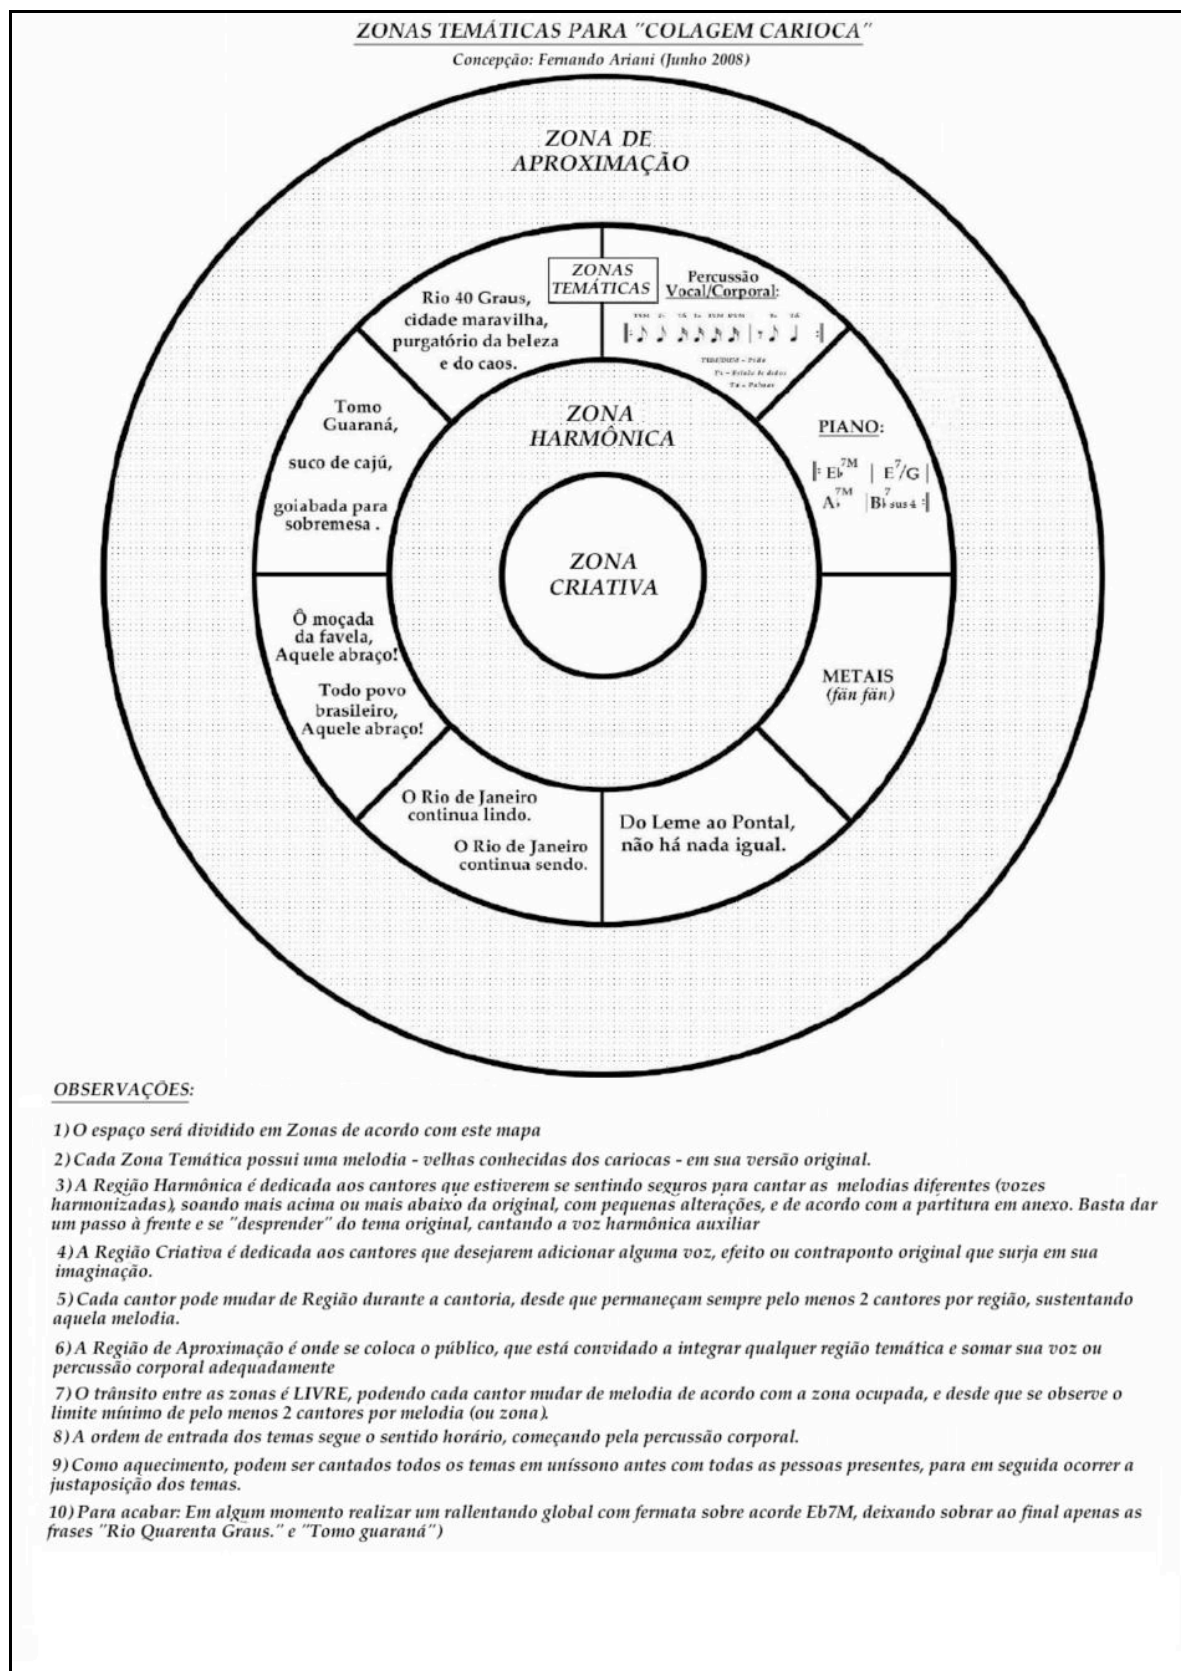 ZONAS TEMÁTICAS PARA "COLAGEM CARIOCA"
Concepção: Fernando Ariani (Junho 2008)
ZONA DE
APROXIMAÇÃO
ZONAS
TEMÁTICAS
Percussão
Vocal/Corporal:
PIANO:
E♭7M | E7/G |
A♭7M | B♭7sus4
METAIS
(fän fän)
Do Leme ao Pontal,
não há nada igual.
O Rio de Janeiro
continua lindo.
O Rio de Janeiro
continua sendo.
Ô moçada
da favela,
Aquele abraço!
Todo povo
brasileiro,
Aquele abraço!
Tomo
Guaraná,
suco de cajú,
goiabada para
sobremesa .
Rio 40 Graus,
cidade maravilha,
purgatório da beleza
e do caos.
ZONA
HARMÔNICA
ZONA
CRIATIVA
OBSERVAÇÕES:
1) O espaço será dividido em Zonas de acordo com este mapa
2) Cada Zona Temática possui uma melodia - velhas conhecidas dos cariocas - em sua versão original.
3) A Região Harmônica é dedicada aos cantores que estiverem se sentindo seguros para cantar as melodias diferentes (vozes
harmonizadas), soando mais acima ou mais abaixo da original, com pequenas alterações, e de acordo com a partitura em anexo. Basta dar
um passo à frente e se "desprender" do tema original, cantando a voz harmônica auxiliar
4) A Região Criativa é dedicada aos cantores que desejarem adicionar alguma voz, efeito ou contraponto original que surja em sua
imaginação.
5) Cada cantor pode mudar de Região durante a cantoria, desde que permaneçam sempre pelo menos 2 cantores por região, sustentando
aquela melodia.
6) A Região de Aproximação é onde se coloca o público, que está convidado a integrar qualquer região temática e somar sua voz ou
percussão corporal adequadamente
7) O trânsito entre as zonas é LIVRE, podendo cada cantor mudar de melodia de acordo com a zona ocupada, e desde que se observe o
limite mínimo de pelo menos 2 cantores por melodia (ou zona).
8) A ordem de entrada dos temas segue o sentido horário, começando pela percussão corporal.
9) Como aquecimento, podem ser cantados todos os temas em uníssono antes com todas as pessoas presentes, para em seguida ocorrer a
justaposição dos temas.
10) Para acabar: Em algum momento realizar um rallentando global com fermata sobre acorde Eb7M, deixando sobrar ao final apenas as
frases "Rio Quarenta Graus." e "Tomo guaraná")